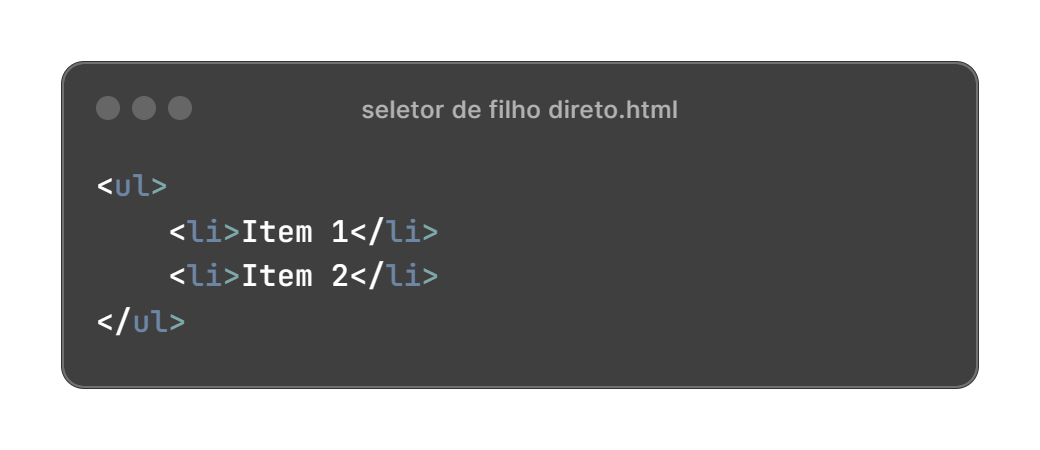 seletor de filho direto.html
<ul>
    <li>Item 1</li>
    <li>Item 2</li>
</ul>